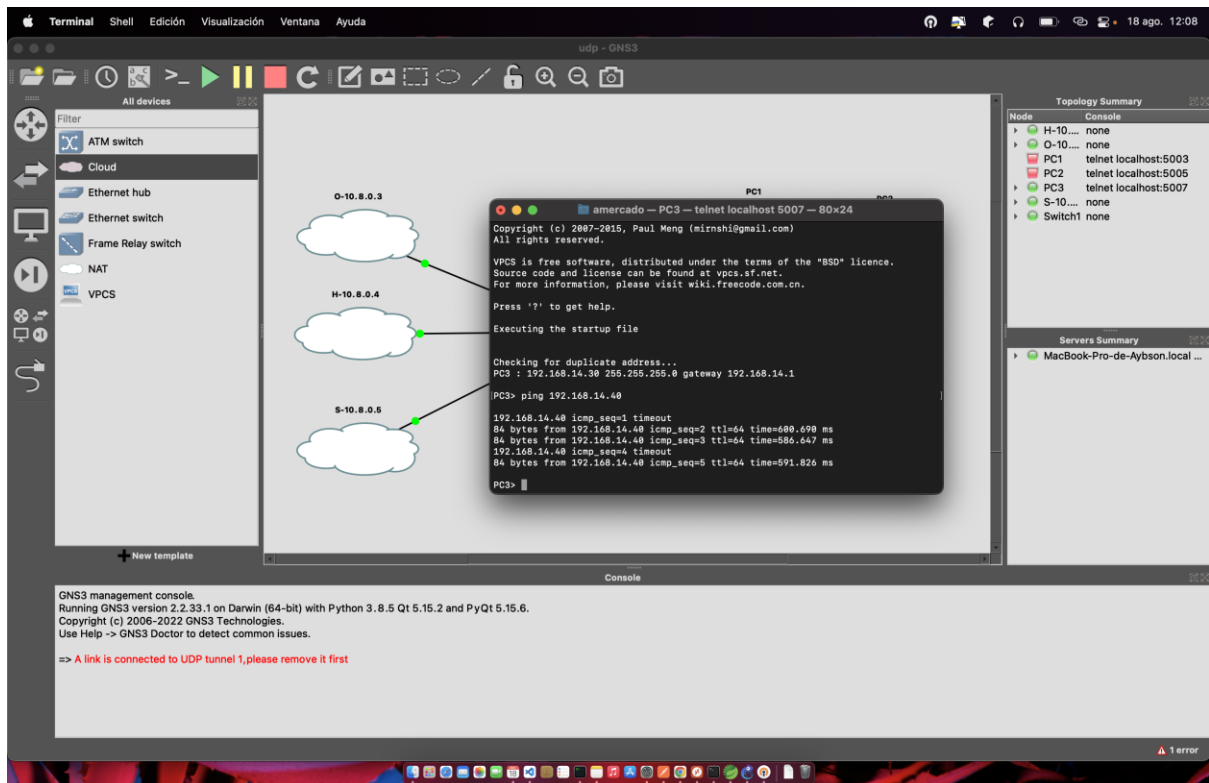 Terminal Shell Edición Visualización Ventana Ayuda 18 ago. 12:08
udp - GNS3
All devices
Filter
ATM switch
Cloud
Ethernet hub
Ethernet switch
Frame Relay switch
NAT
VPCS
New template
O-10.8.0.3
H-10.8.0.4
S-10.8.0.5
PC1
amercado — PC3 — telnet localhost 5007 — 80×24
Copyright (c) 2007-2015, Paul Meng (mirnshi@gmail.com)
All rights reserved.
VPCS is free software, distributed under the terms of the "BSD" licence.
Source code and license can be found at vpcs.sf.net.
For more information, please visit wiki.freecode.com.cn.
Press '?' to get help.
Executing the startup file
Checking for duplicate address...
PC3 : 192.168.14.30 255.255.255.0 gateway 192.168.14.1
PC3> ping 192.168.14.40
192.168.14.40 icmp_seq=1 timeout
84 bytes from 192.168.14.40 icmp_seq=2 ttl=64 time=600.690 ms
84 bytes from 192.168.14.40 icmp_seq=3 ttl=64 time=586.647 ms
192.168.14.40 icmp_seq=4 timeout
84 bytes from 192.168.14.40 icmp_seq=5 ttl=64 time=591.826 ms
PC3>
Topology Summary
Node Console
H-10.... none
O-10.... none
PC1 telnet localhost:5003
PC2 telnet localhost:5005
PC3 telnet localhost:5007
S-10.... none
Switch1 none
Servers Summary
MacBook-Pro-de-Aybson.local ...
Console
GNS3 management console.
Running GNS3 version 2.2.33.1 on Darwin (64-bit) with Python 3.8.5 Qt 5.15.2 and PyQt 5.15.6.
Copyright (c) 2006-2022 GNS3 Technologies.
Use Help -> GNS3 Doctor to detect common issues.
=> A link is connected to UDP tunnel 1,please remove it first
1 error